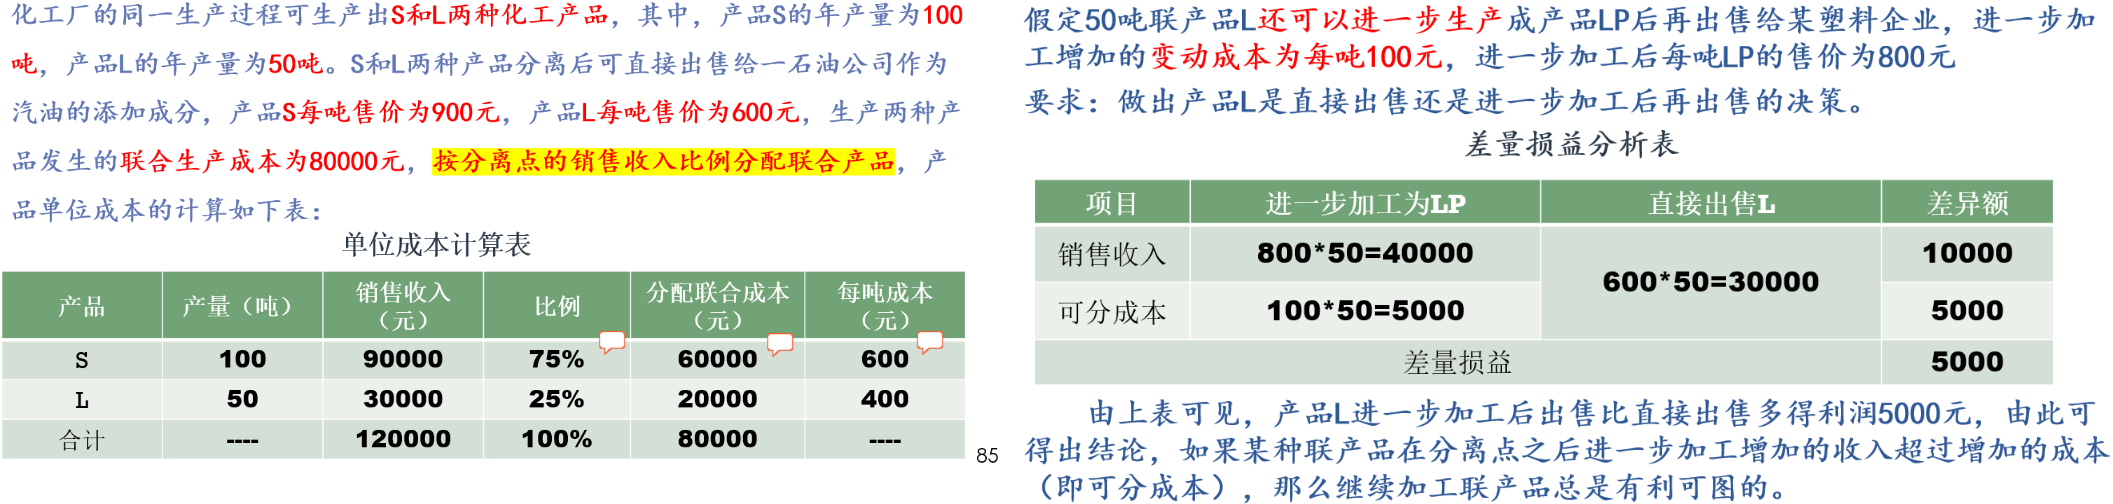 化工厂的同一生产过程可生产出S和L两种化工产品，其中，产品S的年产量为100
吨，产品L的年产量为50吨。S和L两种产品分离后可直接出售给一石油公司作为
汽油的添加成分，产品S每吨售价为900元，产品L每吨售价为600元，生产两种产
品发生的联合生产成本为80000元，按分离点的销售收入比例分配联合产品，产
品单位成本的计算如下表：
单位成本计算表
产品 产量（吨） 销售收入（元） 比例 分配联合成本（元） 每吨成本（元）
S 100 90000 75% 60000 600
L 50 30000 25% 20000 400
合计 ---- 120000 100% 80000 ----
85
假定50吨联产品L还可以进一步生产成产品LP后再出售给某塑料企业，进一步加
工增加的变动成本为每吨100元，进一步加工后每吨LP的售价为800元
要求：做出产品L是直接出售还是进一步加工后再出售的决策。
差量损益分析表
项目 进一步加工为LP 直接出售L 差异额
销售收入 800*50=40000 600*50=30000 10000
可分成本 100*50=5000 5000
差量损益 5000
由上表可见，产品L进一步加工后出售比直接出售多得利润5000元，由此可
得出结论，如果某种联产品在分离点之后进一步加工增加的收入超过增加的成本
（即可分成本），那么继续加工联产品总是有利可图的。